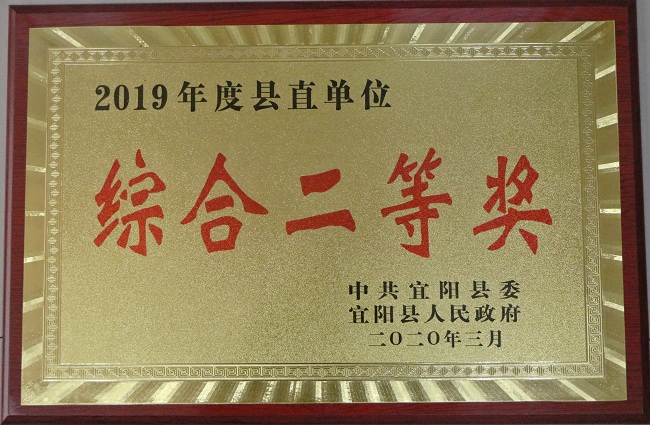 2019年度县直单位
综合二等奖
中共宜阳县委
宜阳县人民政府
二〇二〇年三月